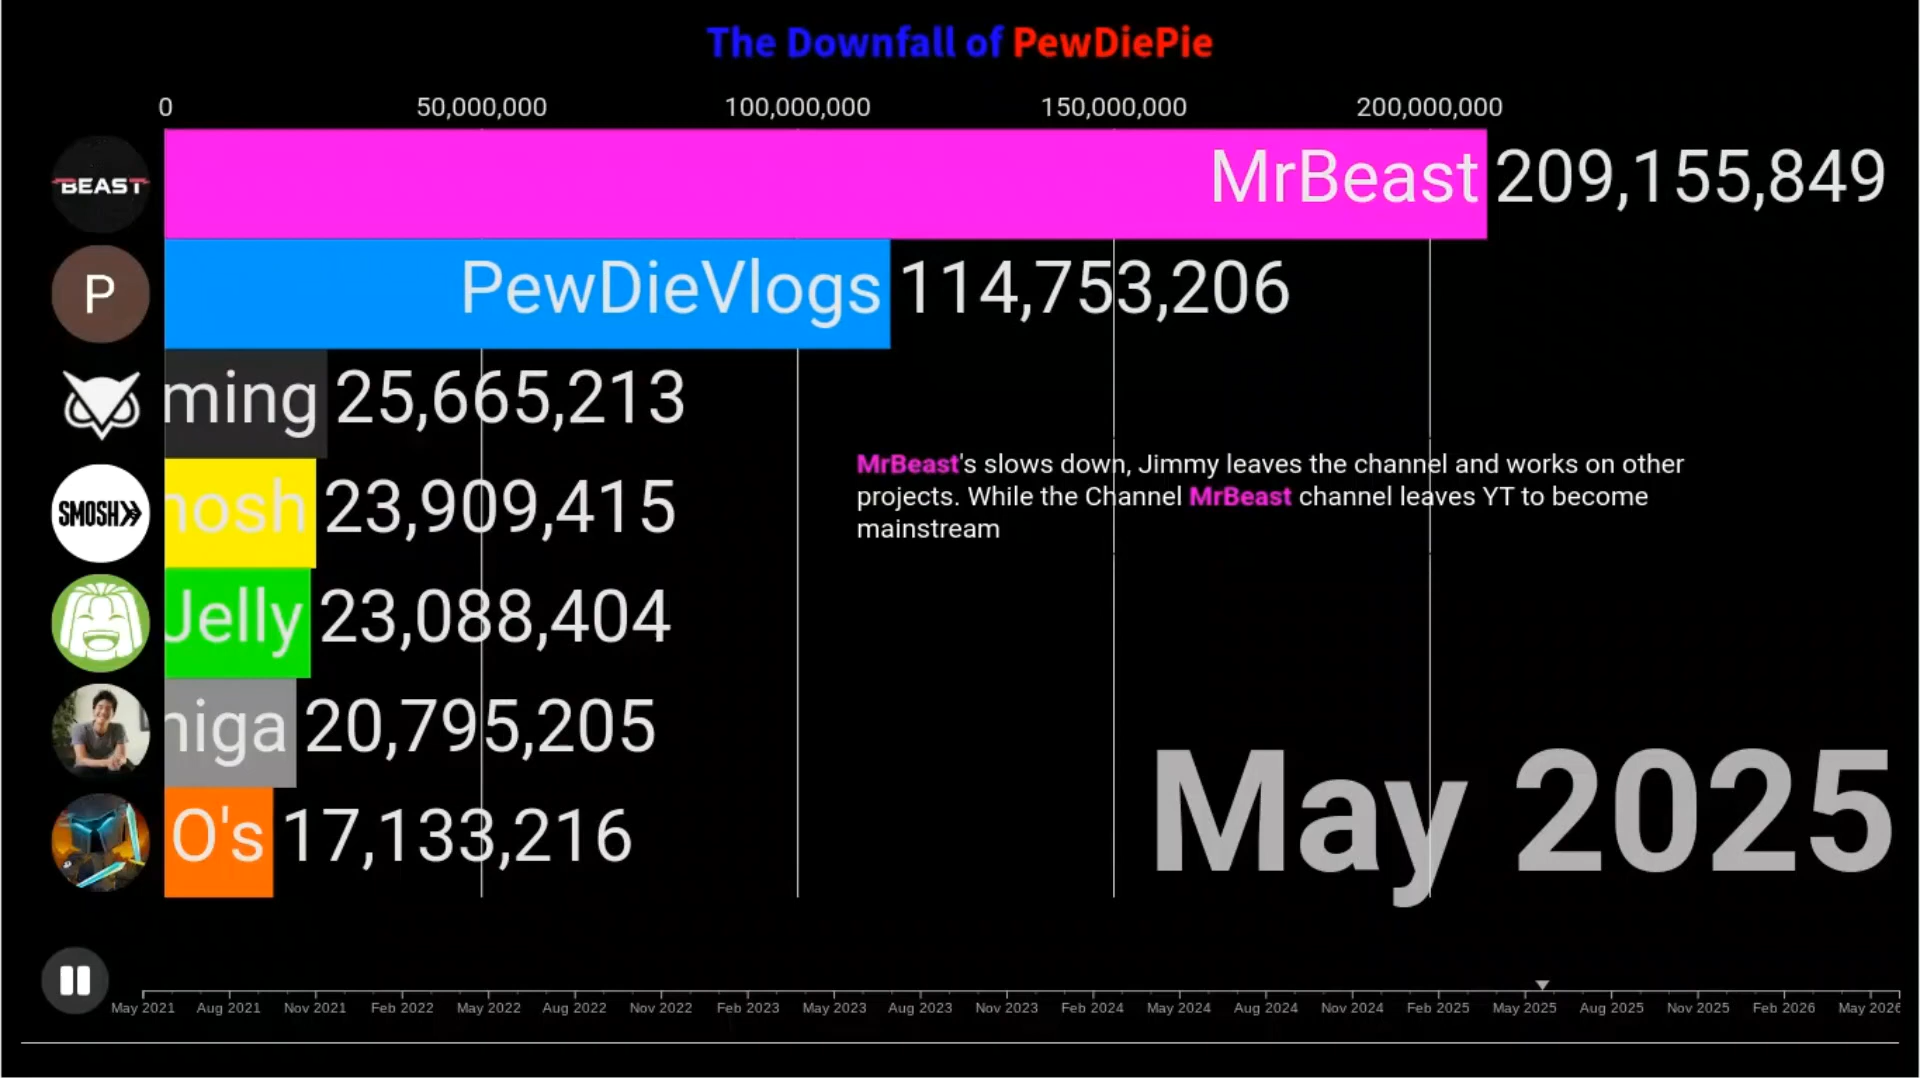 The Downfall of PewDiePie
0 50,000,000 100,000,000 150,000,000 200,000,000
BEAST MrBeast 209,155,849
P PewDieVlogs 114,753,206
ming 25,665,213
SMOSH mosh 23,909,415
Jelly 23,088,404
higa 20,795,205
O's 17,133,216
MrBeast's slows down, Jimmy leaves the channel and works on other
projects. While the Channel MrBeast channel leaves YT to become
mainstream
May 2025
May 2021 Aug 2021 Nov 2021 Feb 2022 May 2022 Aug 2022 Nov 2022 Feb 2023 May 2023 Aug 2023 Nov 2023 Feb 2024 May 2024 Aug 2024 Nov 2024 Feb 2025 May 2025 Aug 2025 Nov 2025 Feb 2026 May 2026